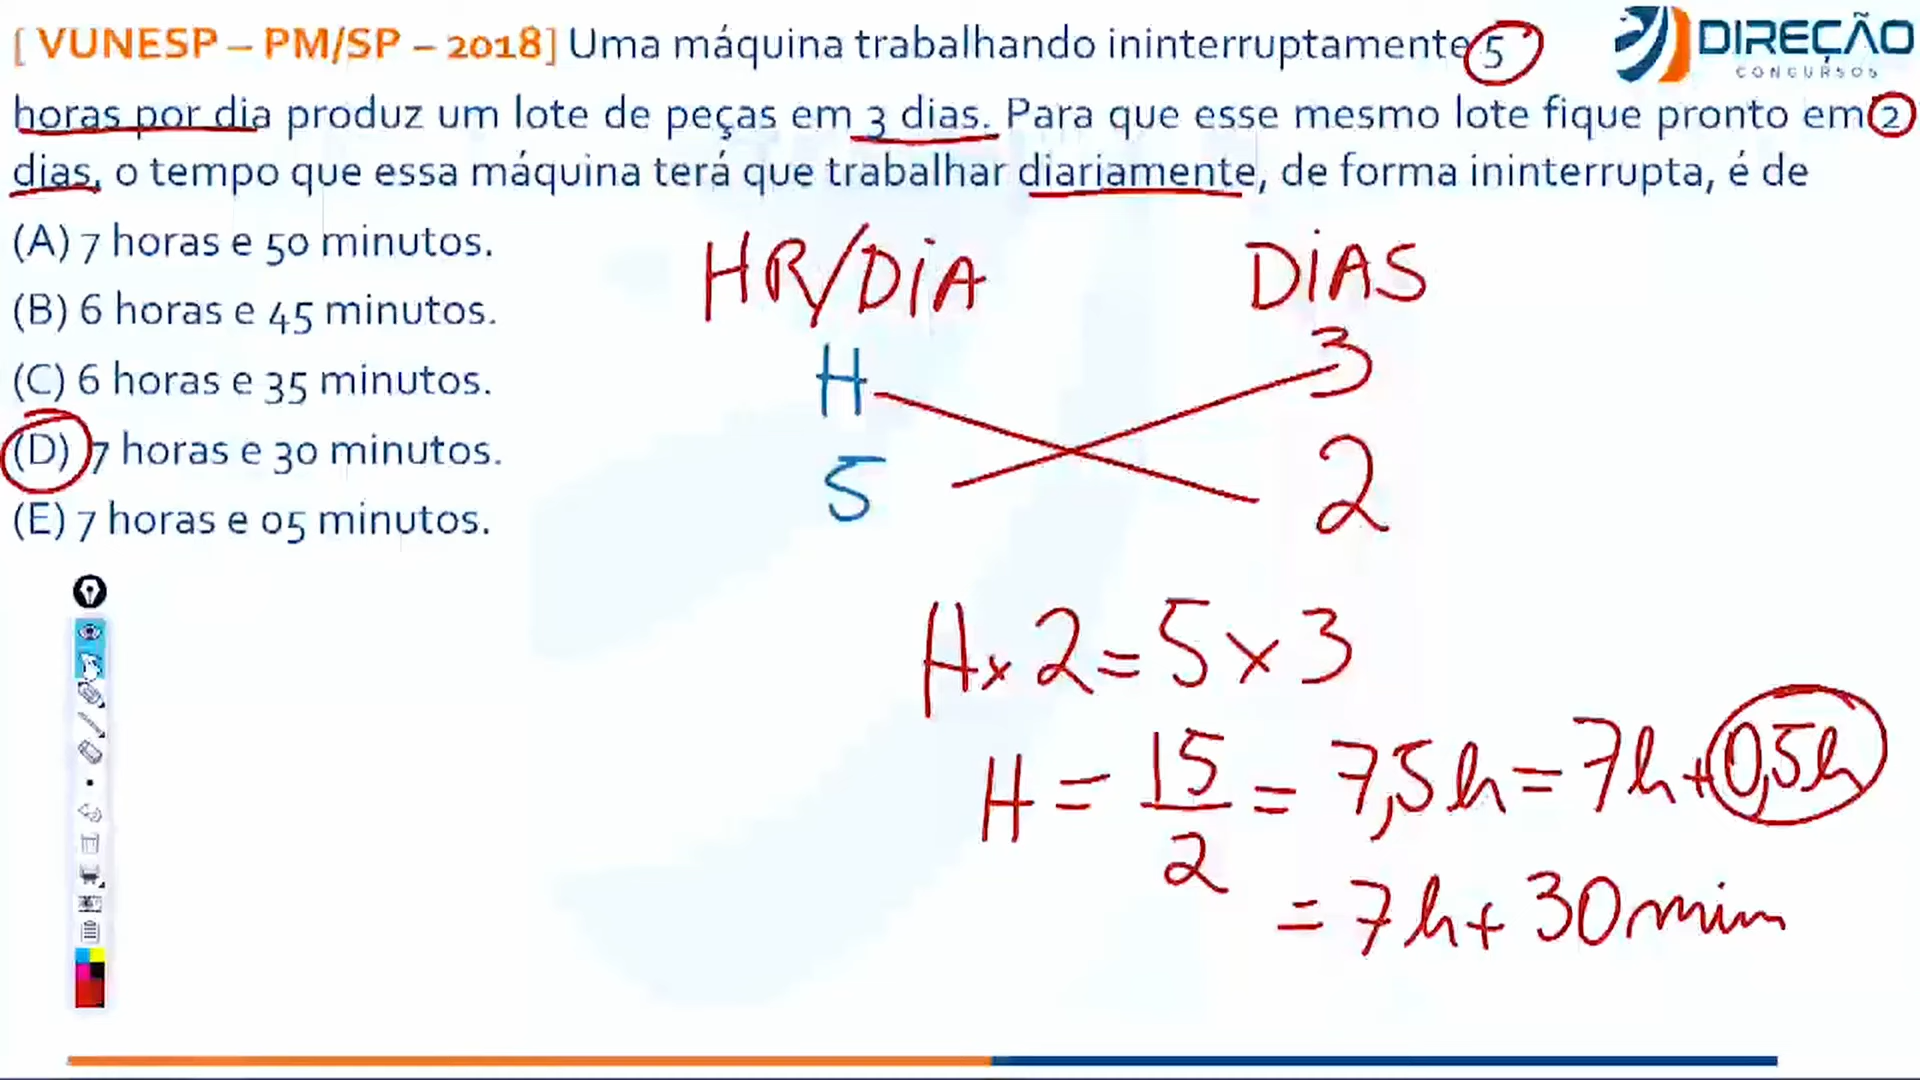 [ VUNESP – PM/SP – 2018] Uma máquina trabalhando ininterruptamente 5
DIREÇÃO
CONCURSOS
horas por dia produz um lote de peças em 3 dias. Para que esse mesmo lote fique pronto em 2
dias, o tempo que essa máquina terá que trabalhar diariamente, de forma ininterrupta, é de
(A) 7 horas e 50 minutos.
(B) 6 horas e 45 minutos.
(C) 6 horas e 35 minutos.
(D) 7 horas e 30 minutos.
(E) 7 horas e 05 minutos.
HR/DiA DiAS
H 3
5 2
H x 2 = 5 x 3
H = 15/2 = 7,5h = 7h + 0,5h
= 7h + 30 min